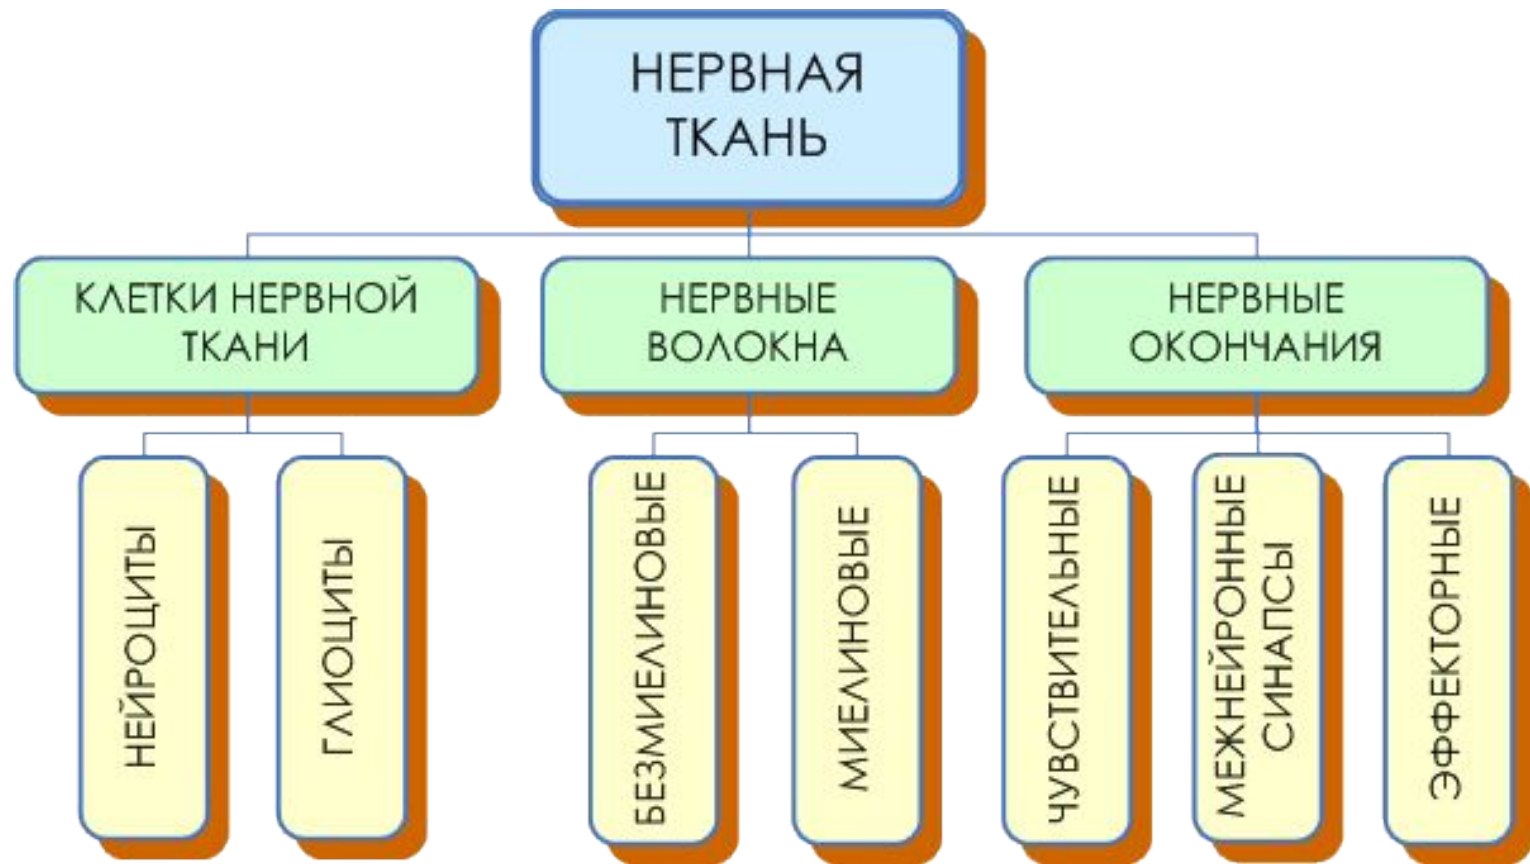 НЕРВНАЯ
ТКАНЬ
КЛЕТКИ НЕРВНОЙ
ТКАНИ
НЕРВНЫЕ
ВОЛОКНА
НЕРВНЫЕ
ОКОНЧАНИЯ
НЕЙРОЦИТЫ
ГЛИОЦИТЫ
БЕЗМИЕЛИНОВЫЕ
МИЕЛИНОВЫЕ
ЧУВСТВИТЕЛЬНЫЕ
МЕЖНЕЙРОННЫЕ
СИНАПСЫ
ЭФФЕКТОРНЫЕ